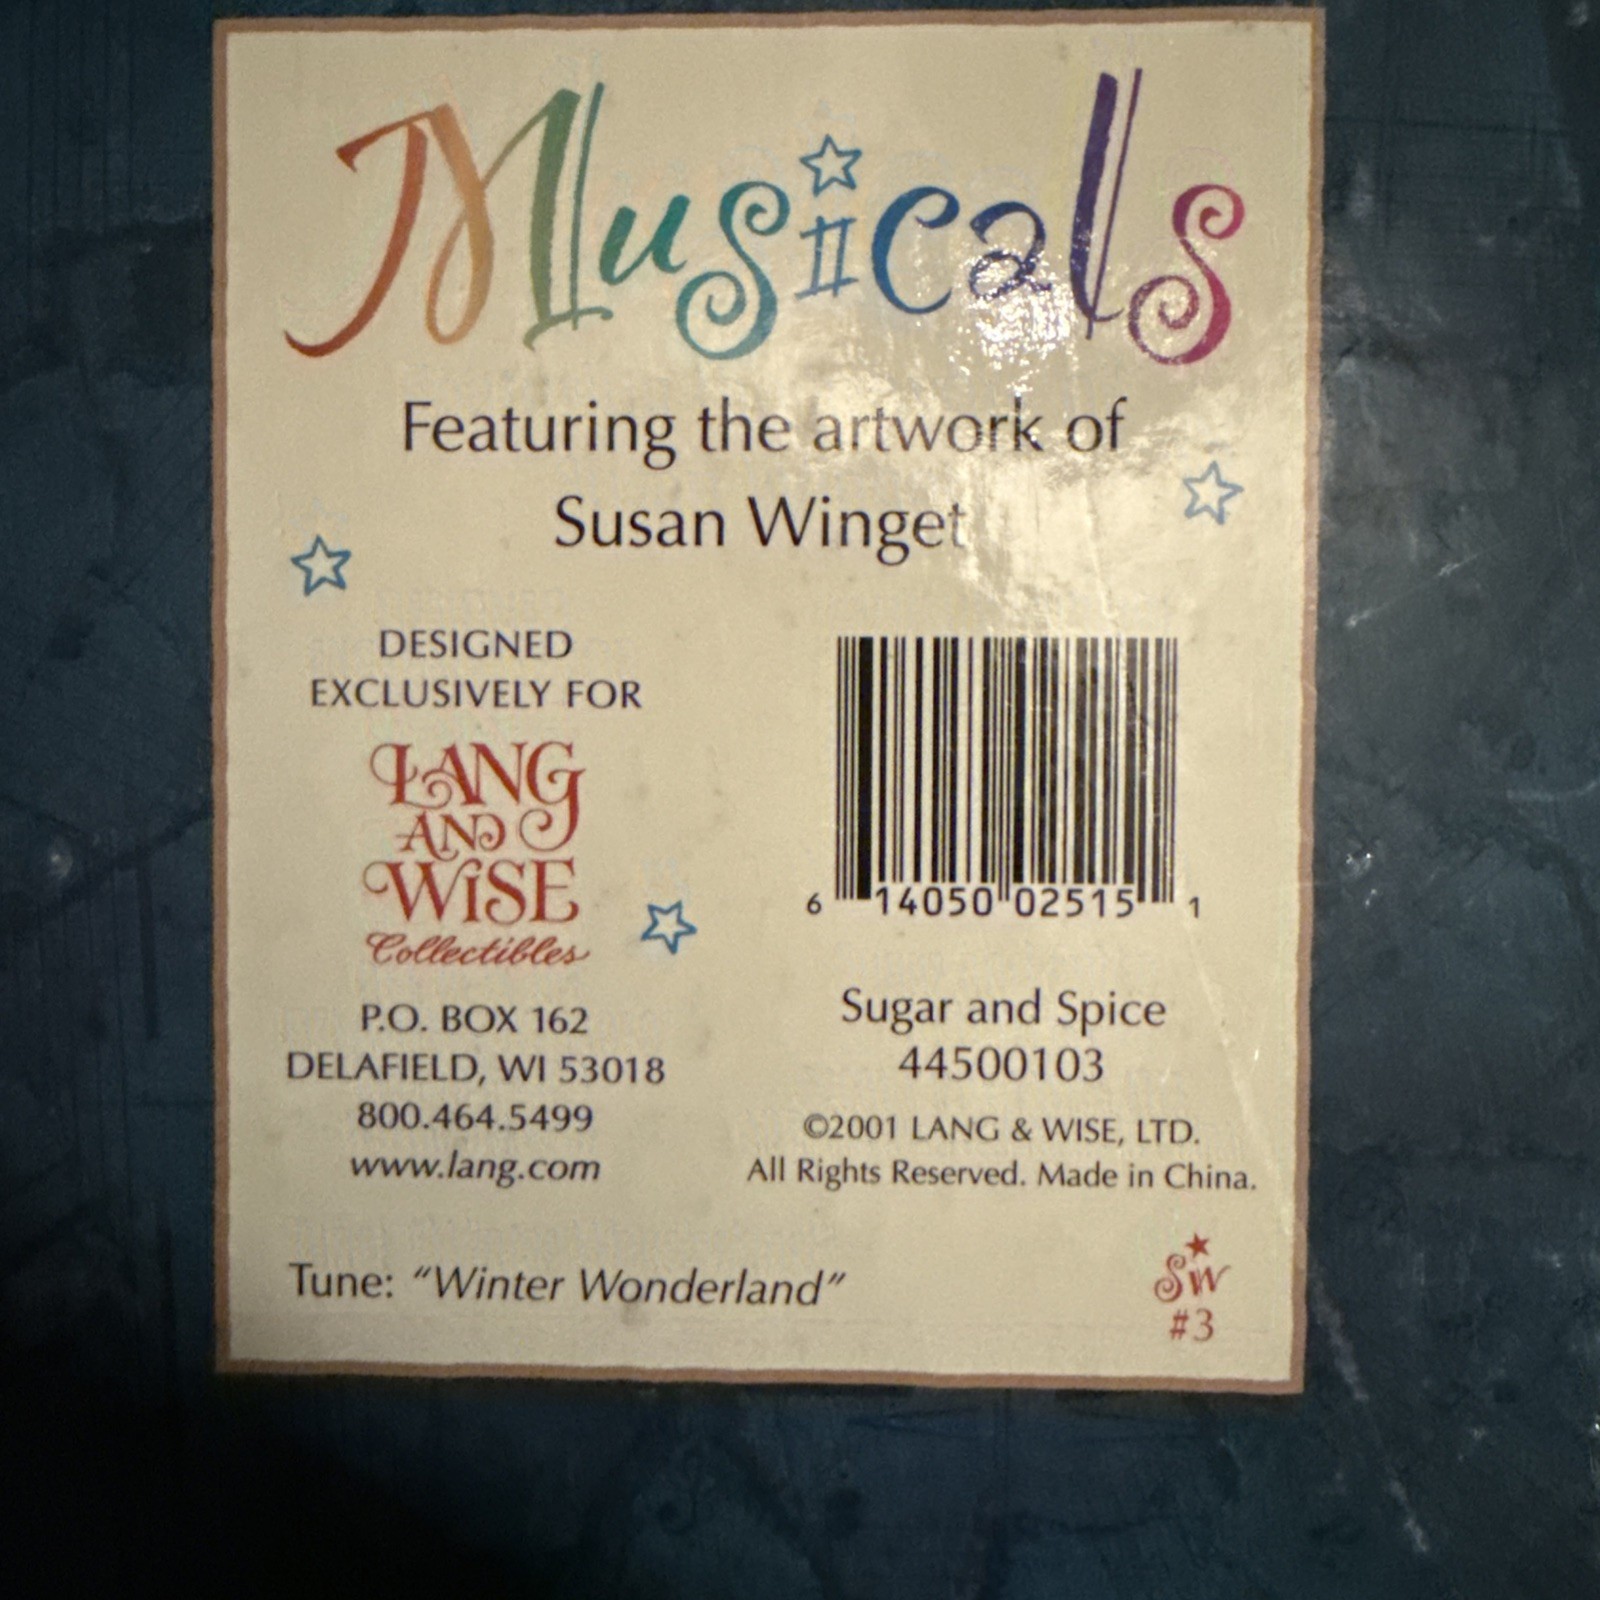 Musicals
Featuring the artwork of
Susan Winget
DESIGNED
EXCLUSIVELY FOR
LANG
AND
WISE
Collectibles
P.O. BOX 162
DELAFIELD, WI 53018
800.464.5499
www.lang.com
6 14050 02515 1
Sugar and Spice
44500103
©2001 LANG & WISE, LTD.
All Rights Reserved. Made in China.
Tune: "Winter Wonderland"
SW
#3